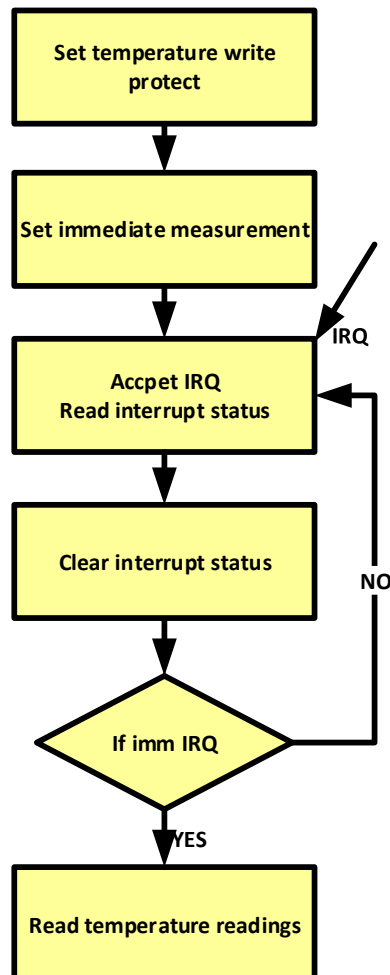 Set temperature write
protect
Set immediate measurement
IRQ
Accpet IRQ
Read interrupt status
Clear interrupt status
NO
If imm IRQ
YES
Read temperature readings